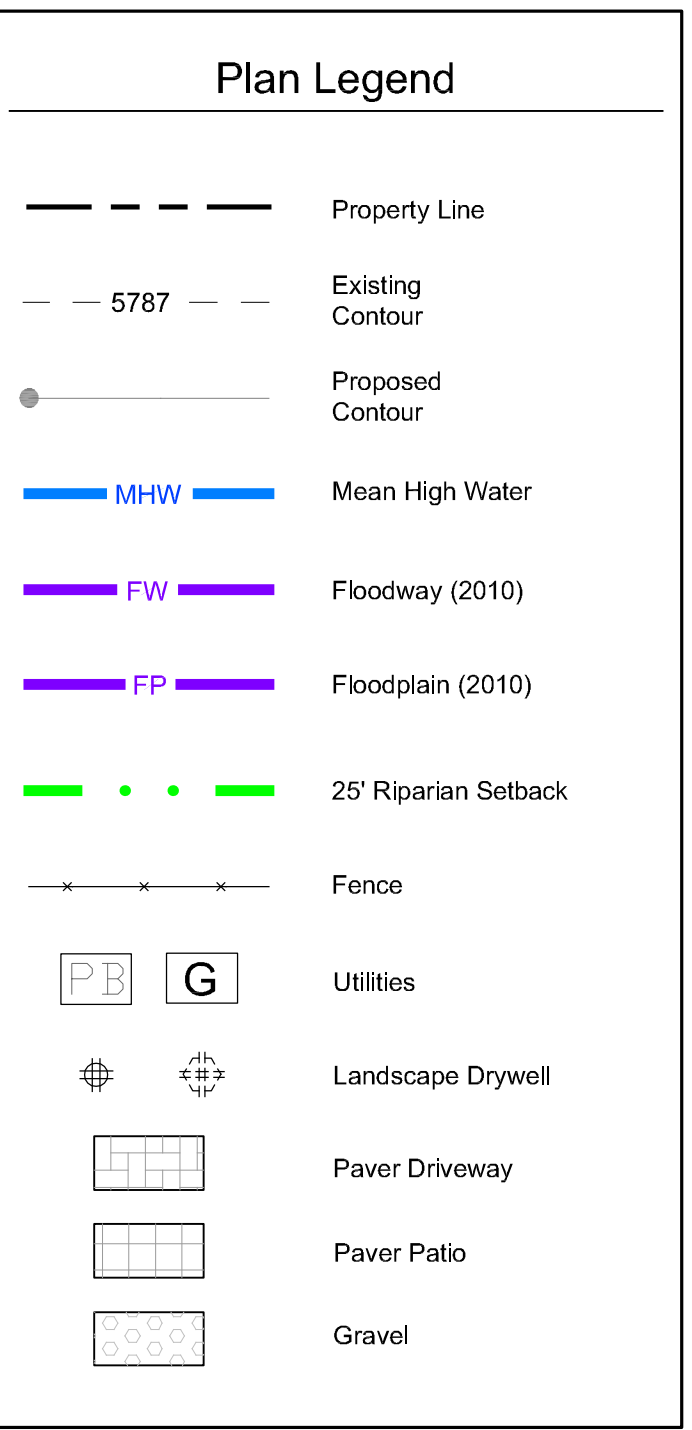 Plan Legend
Property Line
5787
Existing
Contour
Proposed
Contour
MHW
Mean High Water
FW
Floodway (2010)
FP
Floodplain (2010)
25' Riparian Setback
Fence
PB G
Utilities
Landscape Drywell
Paver Driveway
Paver Patio
Gravel